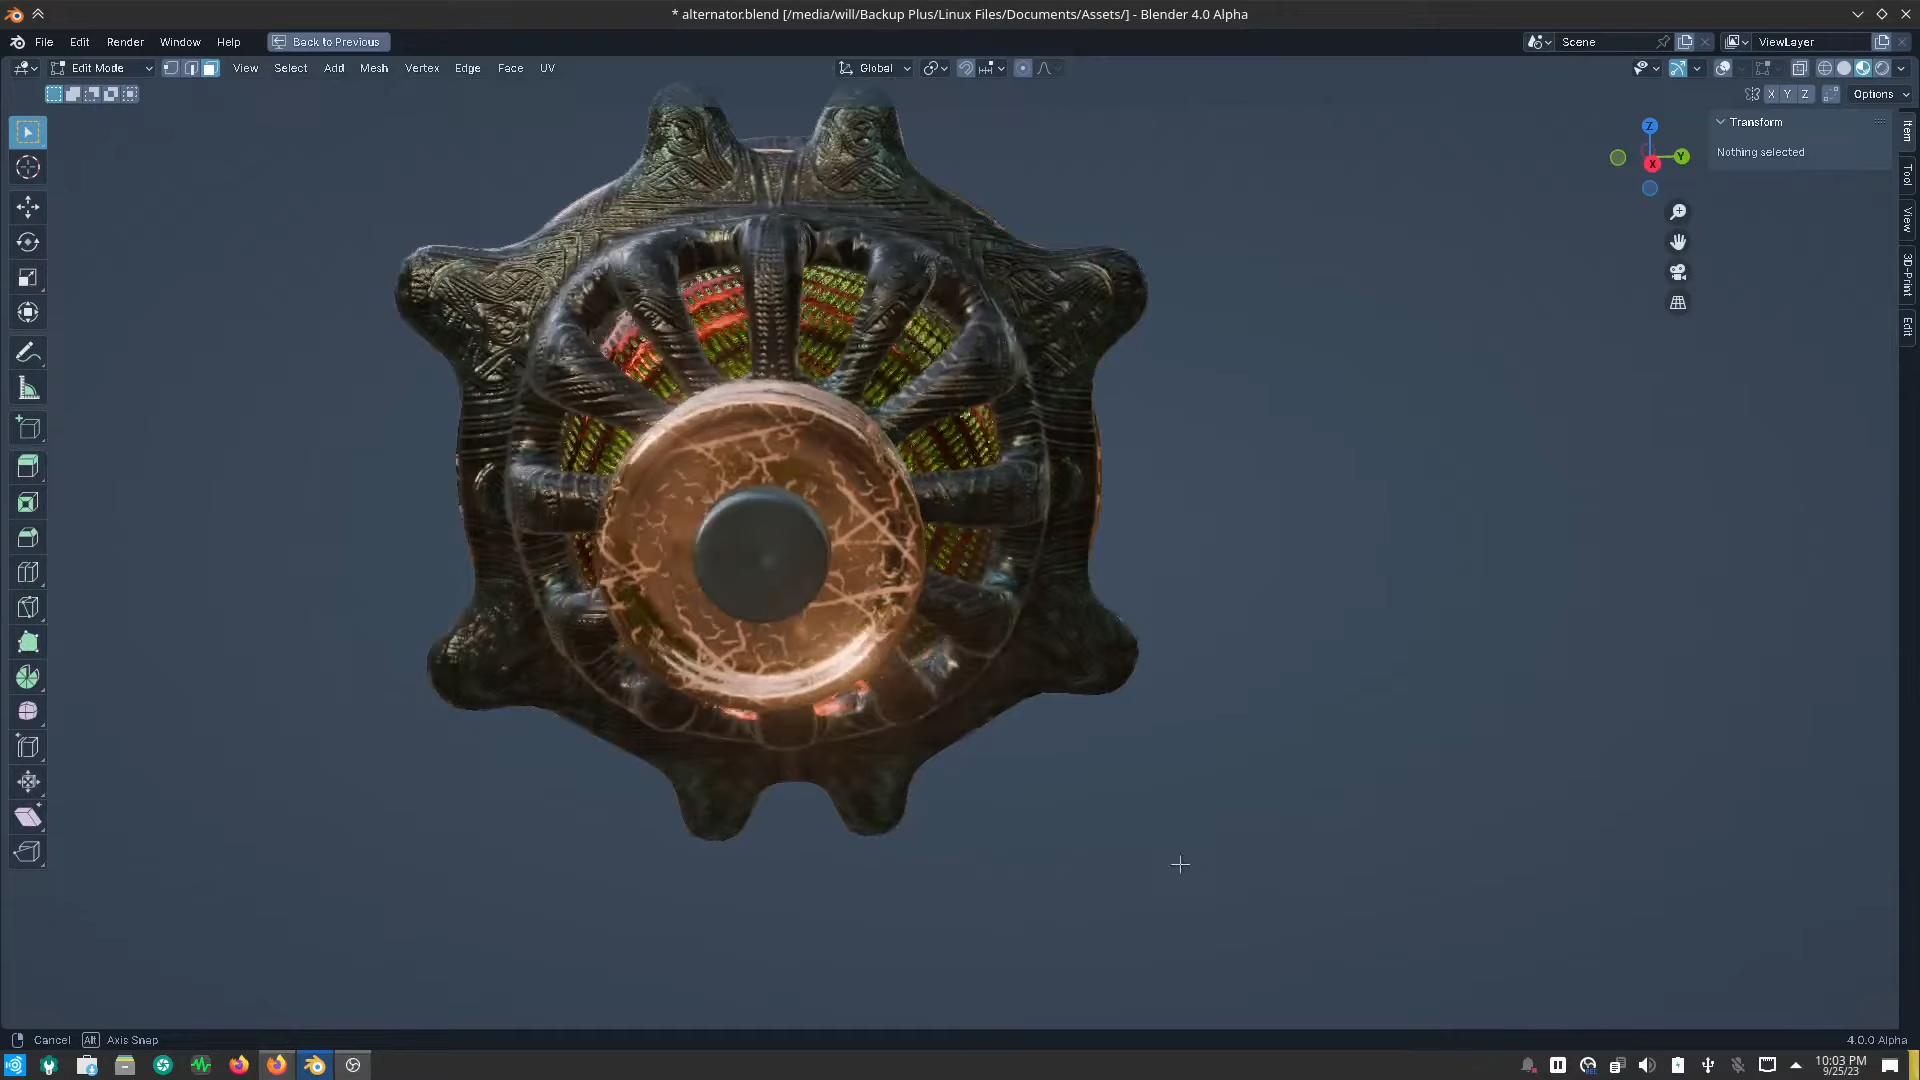 * alternator.blend [/media/will/Backup Plus/Linux Files/Documents/Assets/] - Blender 4.0 Alpha
File Edit Render Window Help Back to Previous Scene ViewLayer
Edit Mode View Select Add Mesh Vertex Edge Face UV Global
X Y Z Options
Transform
Nothing selected
Z
Y
X
Item
Tool
View
3D-Print
Edit
Cancel Alt Axis Snap 4.0.0 Alpha
10:03 PM
9/25/23